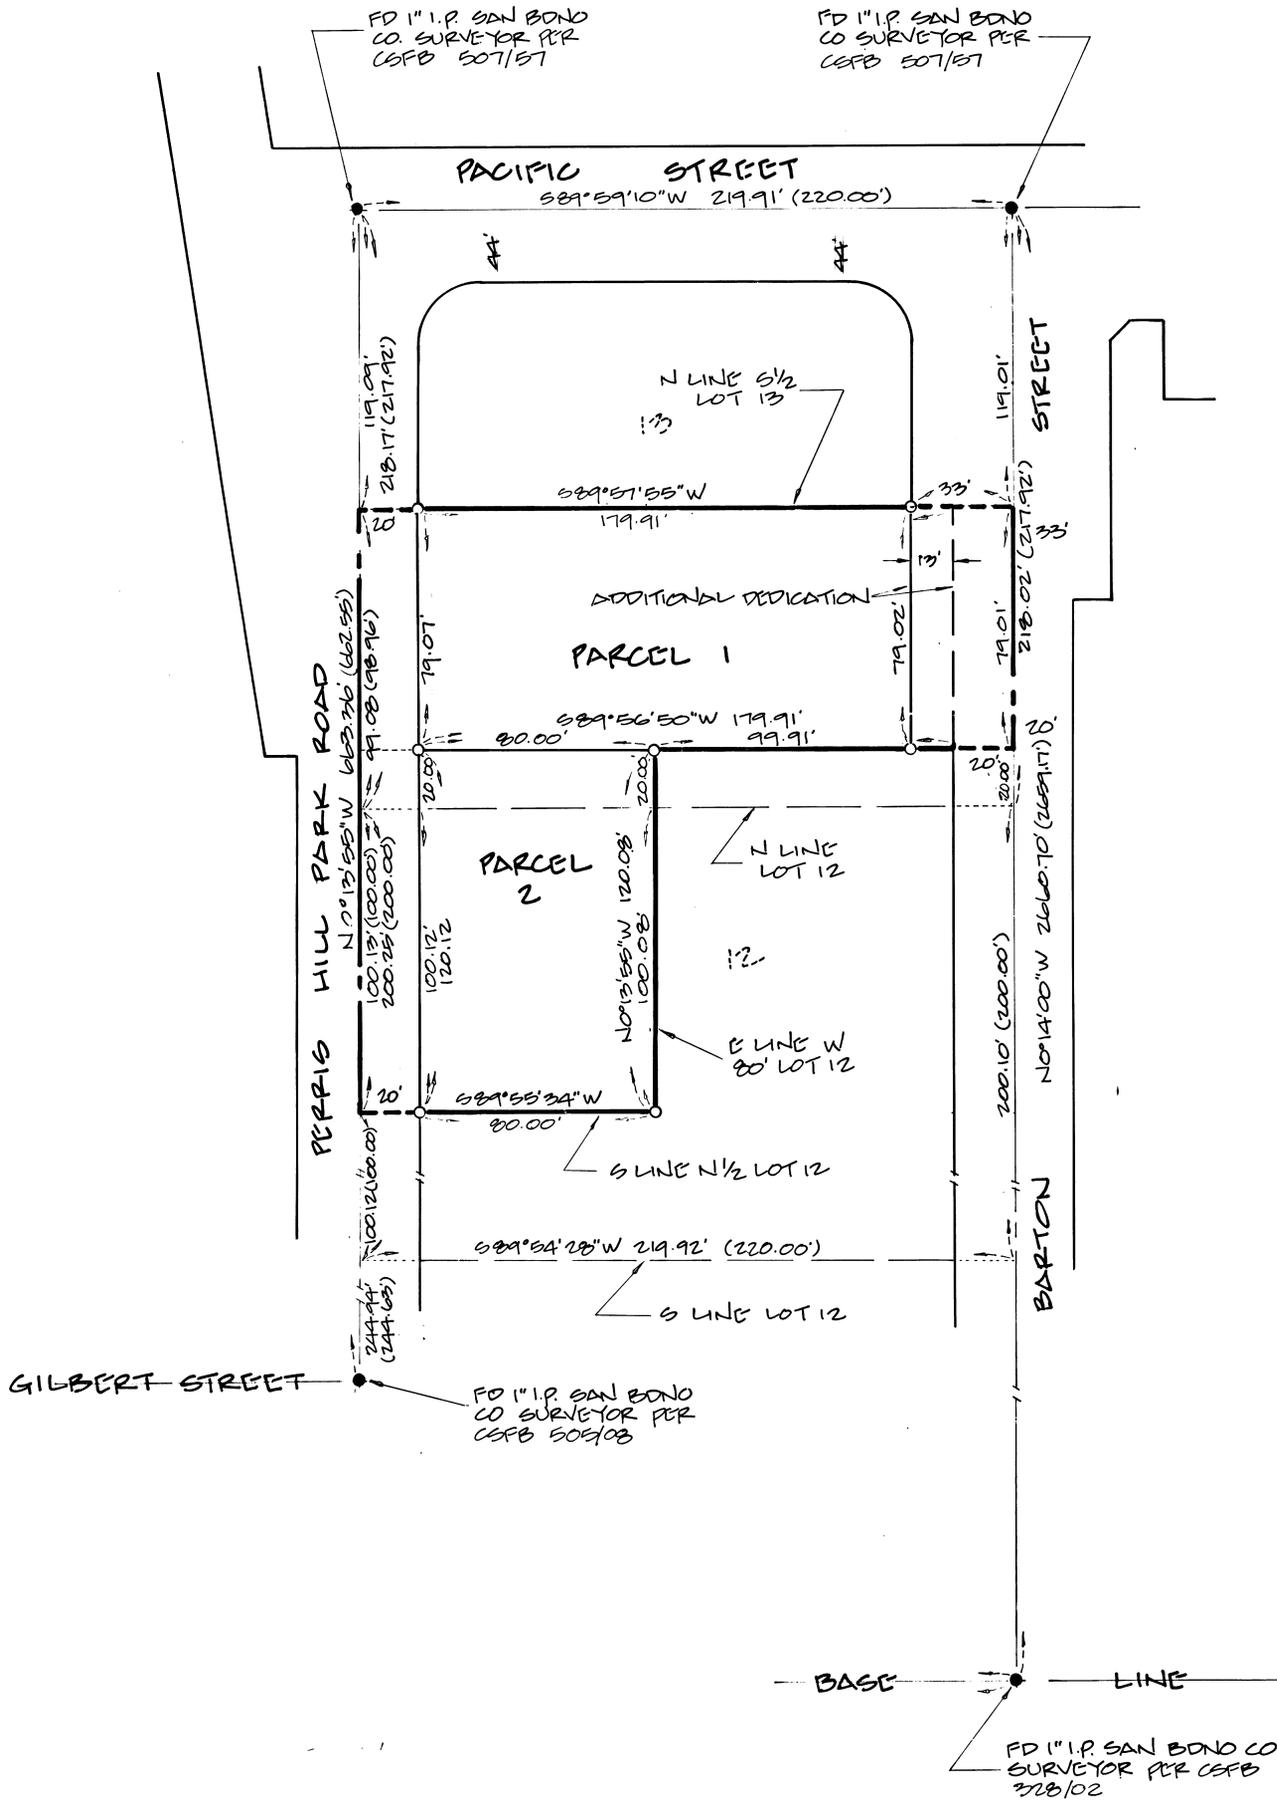 FD 1" I.P. SAN BDNO
CO. SURVEYOR PER
CSFB 507/57
FD 1" I.P. SAN BDNO
CO SURVEYOR PER
CSFB 507/57
PACIFIC STREET
S89°59'10"W 219.91' (220.00')
44'
44'
119.09'
218.17' (217.92')
N LINE S1/2
LOT 13
13
119.01'
STREET
S89°57'55"W
179.91'
20'
33'
33'
218.02' (217.92')
13'
ADDITIONAL DEDICATION
79.07'
79.02'
79.01'
PARCEL 1
N 0°13'55"W 663.36' (662.55')
99.08 (98.96')
PERRIS HILL PARK ROAD
S89°56'50"W 179.91'
80.00'
99.91'
20'
20'
20.00'
20.00'
20.00'
N LINE
LOT 12
PARCEL
2
100.13' (100.00')
200.25' (200.00')
100.12'
120.12
N0°13'55"W 120.08'
100.08'
12
E LINE W
80' LOT 12
200.10' (200.00')
N0°14'00"W 2660.70' (2659.17')
20'
S89°55'34"W
80.00'
S LINE N1/2 LOT 12
100.12 (100.00)
BARTON
S89°54'28"W 219.92' (220.00')
S LINE LOT 12
244.94'
(244.63')
GILBERT STREET
FD 1" I.P. SAN BDNO
CO SURVEYOR PER
CSFB 505/08
BASE LINE
FD 1" I.P. SAN BDNO CO
SURVEYOR PER CSFB
328/02